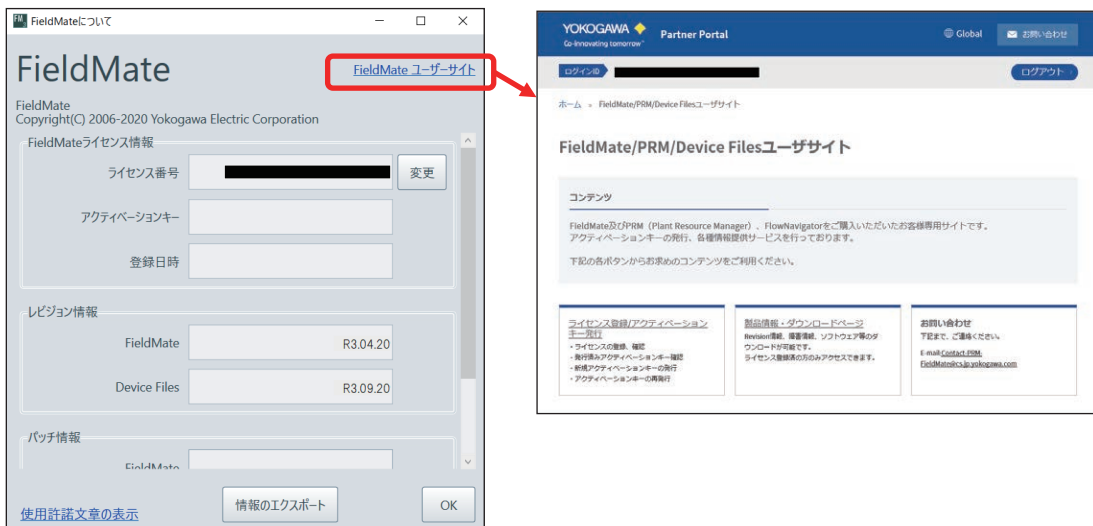 FieldMateについて
FieldMate
FieldMate ユーザーサイト
FieldMate
Copyright(C) 2006-2020 Yokogawa Electric Corporation
FieldMateライセンス情報
ライセンス番号
変更
アクティベーションキー
登録日時
レビジョン情報
FieldMate
R3.04.20
Device Files
R3.09.20
パッチ情報
FieldMate
使用許諾文章の表示
情報のエクスポート
OK
YOKOGAWA
Co-innovating tomorrow™
Partner Portal
Global
お問い合わせ
ログインID
ログアウト
ホーム » FieldMate/PRM/Device Filesユーザサイト
FieldMate/PRM/Device Filesユーザサイト
コンテンツ
FieldMate及びPRM（Plant Resource Manager）、FlowNavigatorをご購入いただいたお客様専用サイトです。
アクティベーションキーの発行、各種情報提供サービスを行っております。
下記の各ボタンからお求めのコンテンツをご利用ください。
ライセンス登録/アクティベーション
キー発行
・ライセンスの登録、確認
・発行済みアクティベーションキー確認
・新規アクティベーションキーの発行
・アクティベーションキーの再発行
製品情報・ダウンロードページ
Revision情報、障害情報、ソフトウェア等のダ
ウンロードが可能です。
ライセンス登録済の方のみアクセスできます。
お問い合わせ
下記まで、ご連絡ください。
E-mail:Contact-PRM-
FieldMate@cs.jp.yokogawa.com